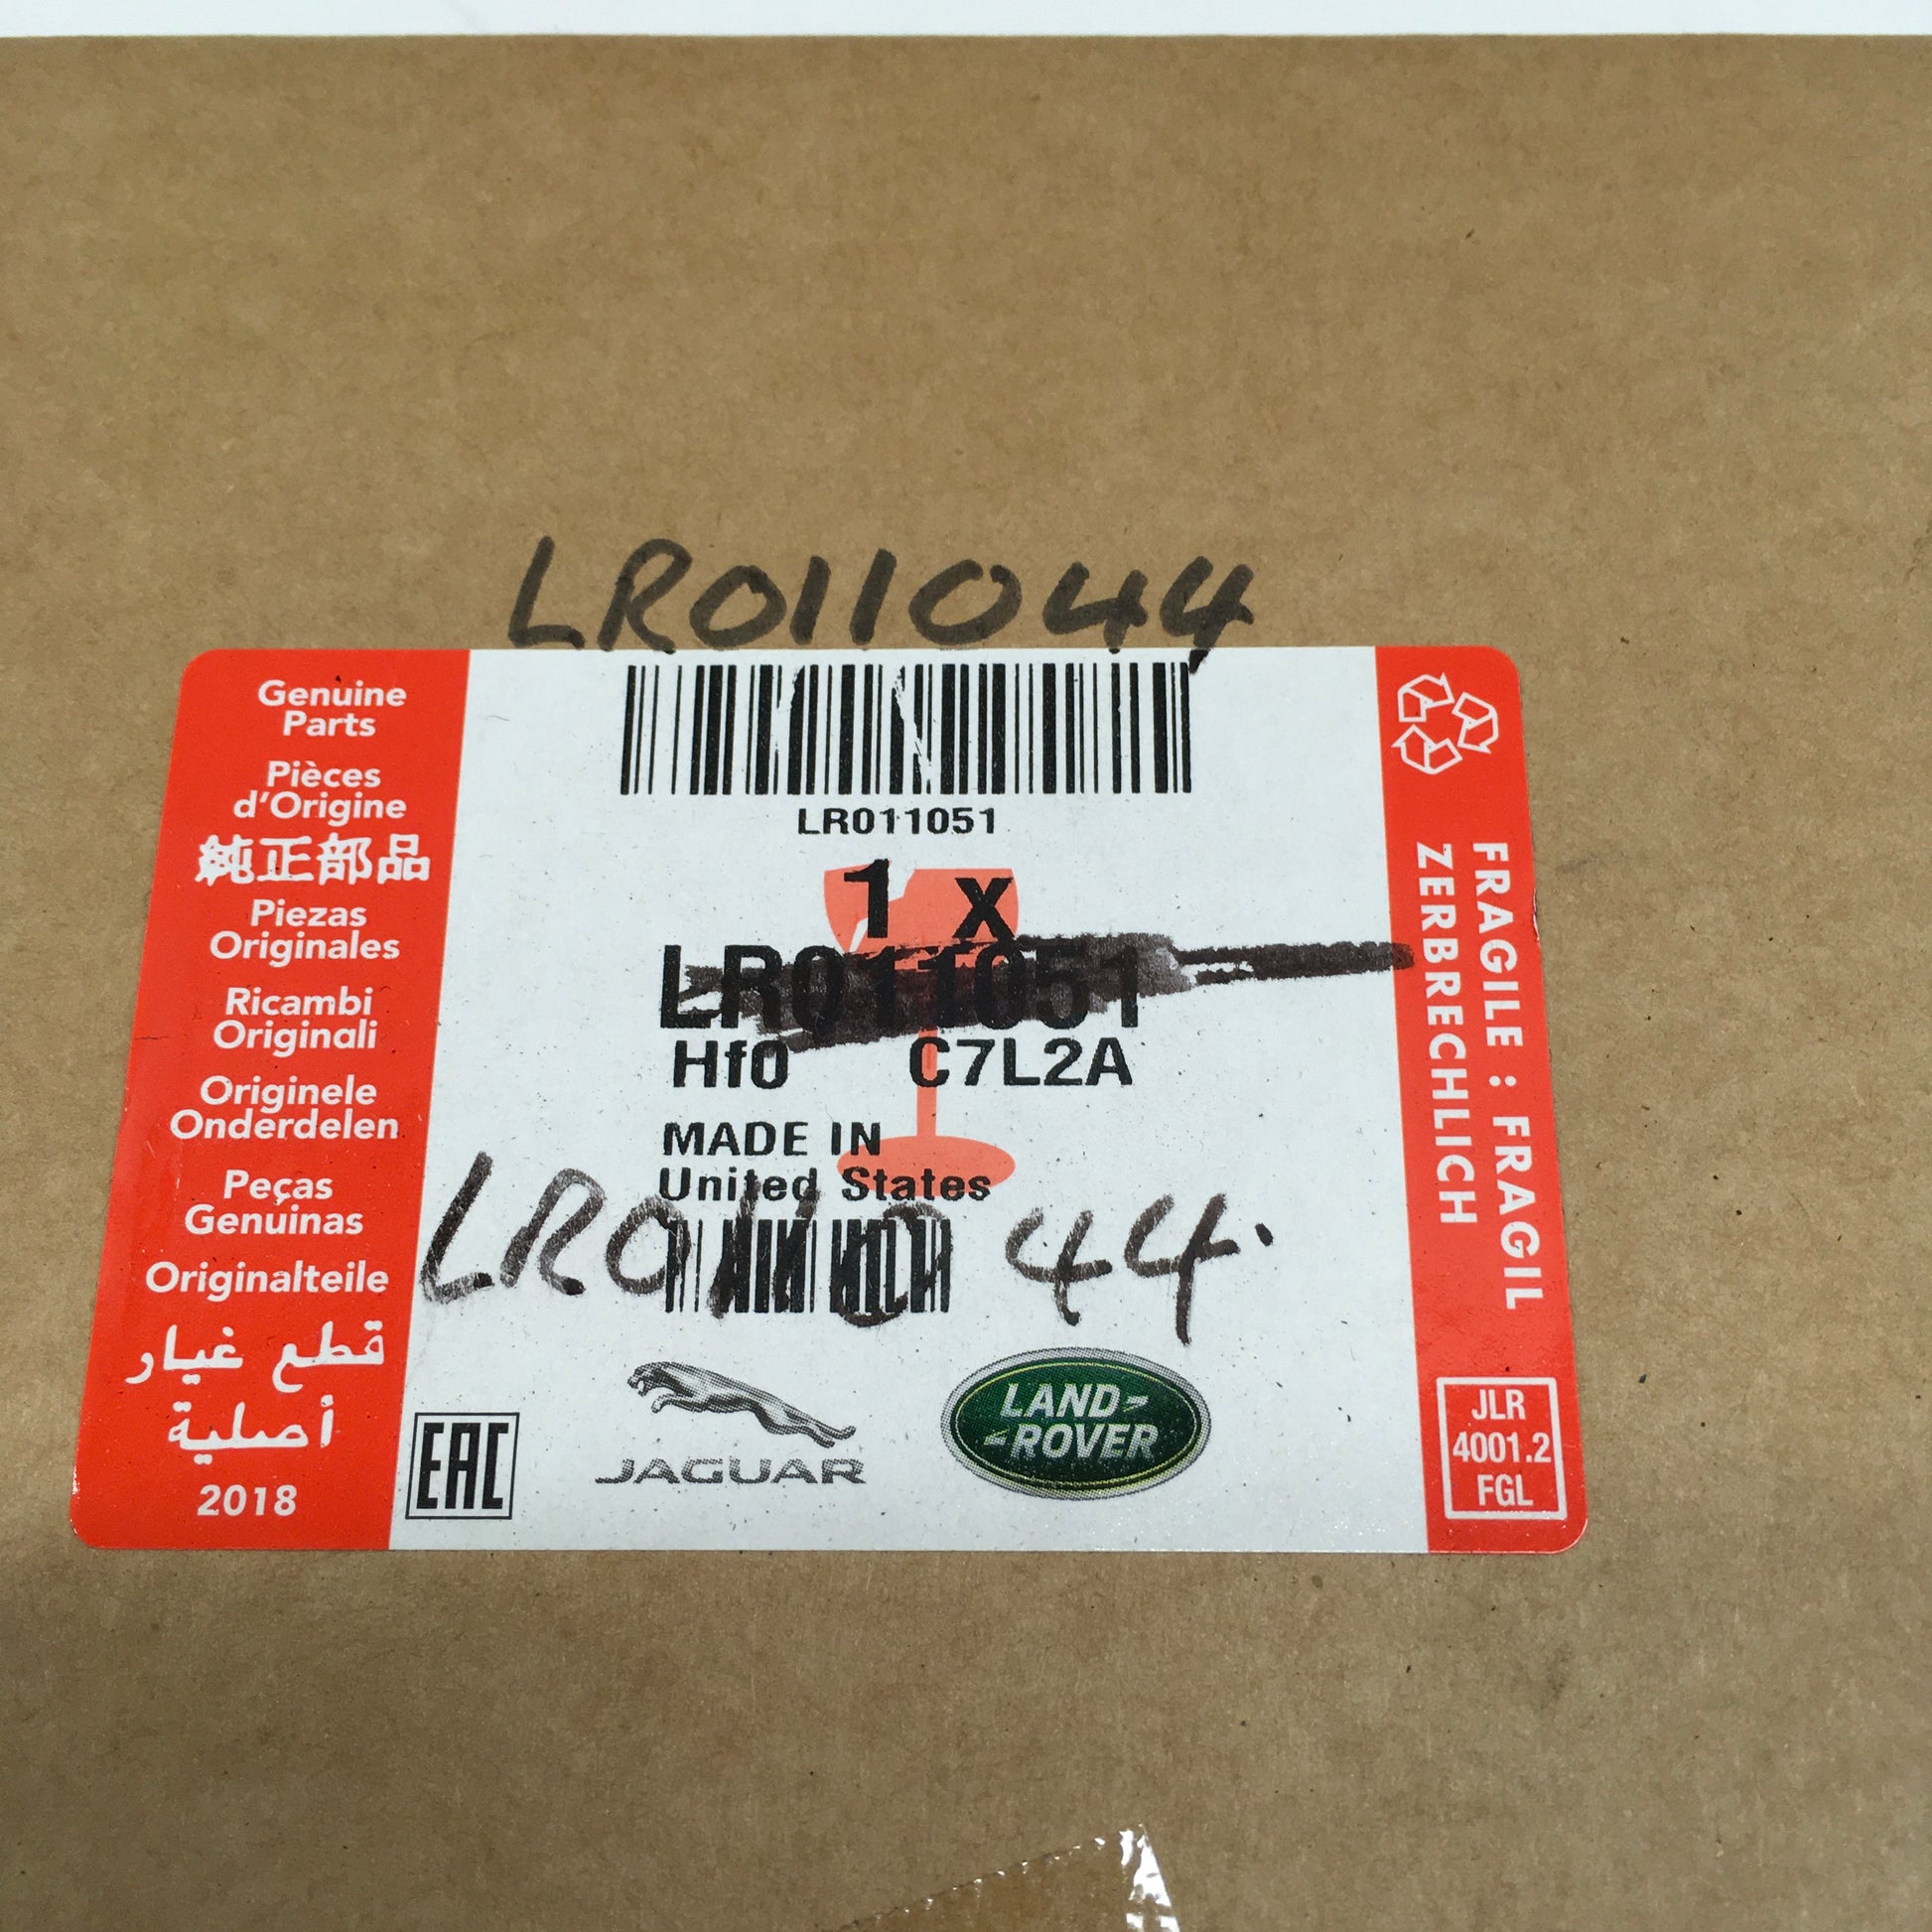 LR011044
Genuine
Parts
Pièces
d'Origine
純正部品
Piezas
Originales
Ricambi
Originali
Originele
Onderdelen
Peças
Genuinas
Originalteile
قطع غيار
أصلية
2018
LR011051
1 x
LR011051
Hf0 C7L2A
MADE IN
United States
LR011044.
EAC
JAGUAR
LAND-
-ROVER
FRAGILE : FRAGIL
ZERBRECHLICH
JLR
4001.2
FGL